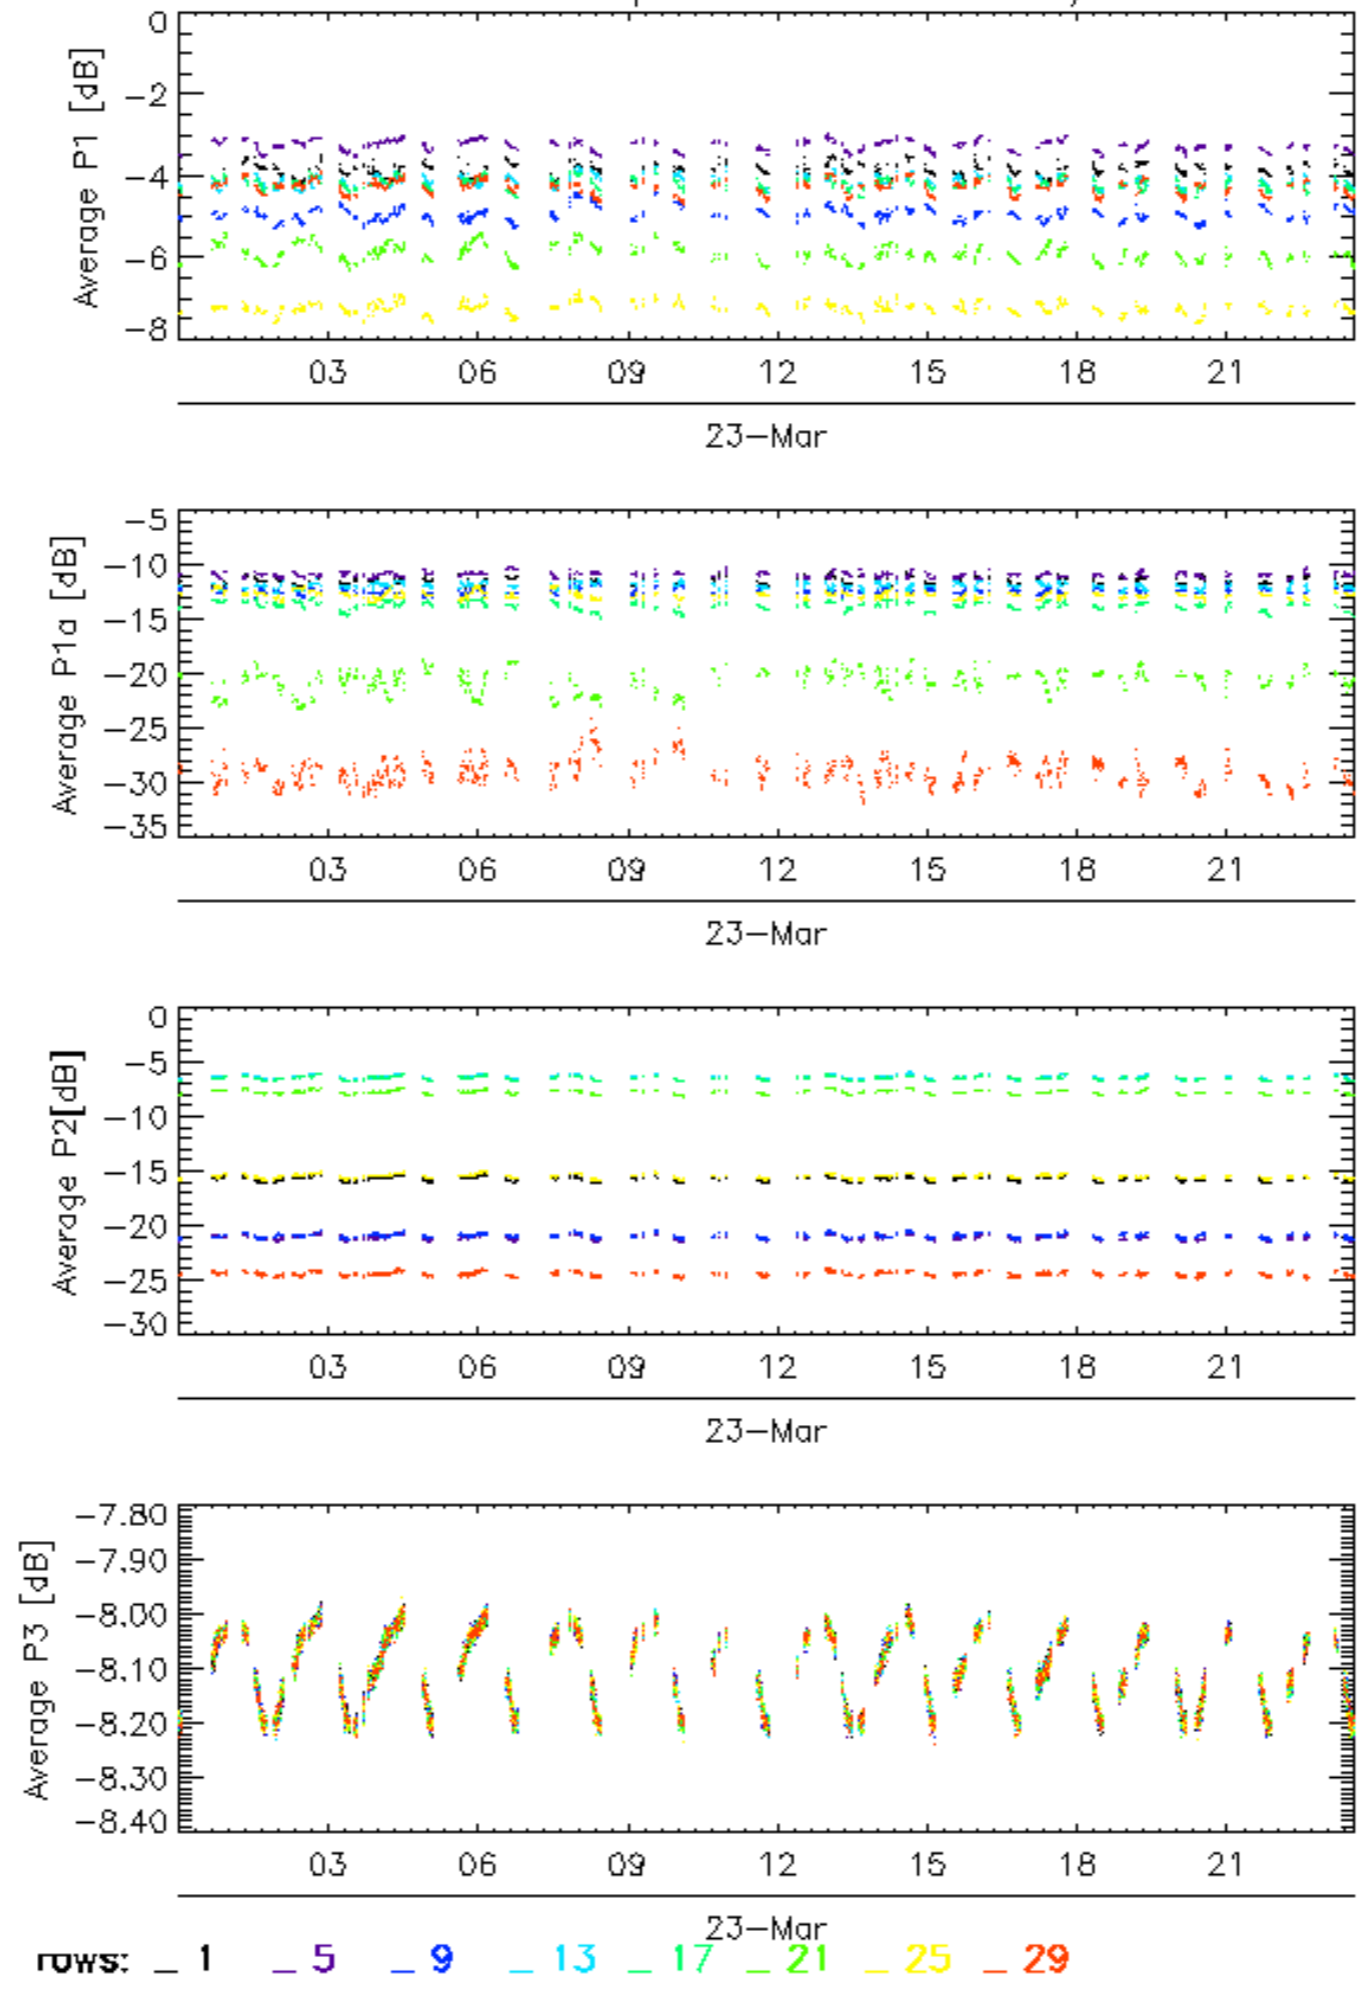 0
-2
-4
-6
-8
Average P1 [dB]
03 06 09 12 15 18 21
23-Mar
-5
-10
-15
-20
-25
-30
-35
Average P1a [dB]
03 06 09 12 15 18 21
23-Mar
0
-5
-10
-15
-20
-25
-30
Average P2[dB]
03 06 09 12 15 18 21
23-Mar
-7.80
-7.90
-8.00
-8.10
-8.20
-8.30
-8.40
Average P3 [dB]
03 06 09 12 15 18 21
23-Mar
rows: _ 1 _ 5 _ 9 _ 13 _ 17 _ 21 _ 25 _ 29